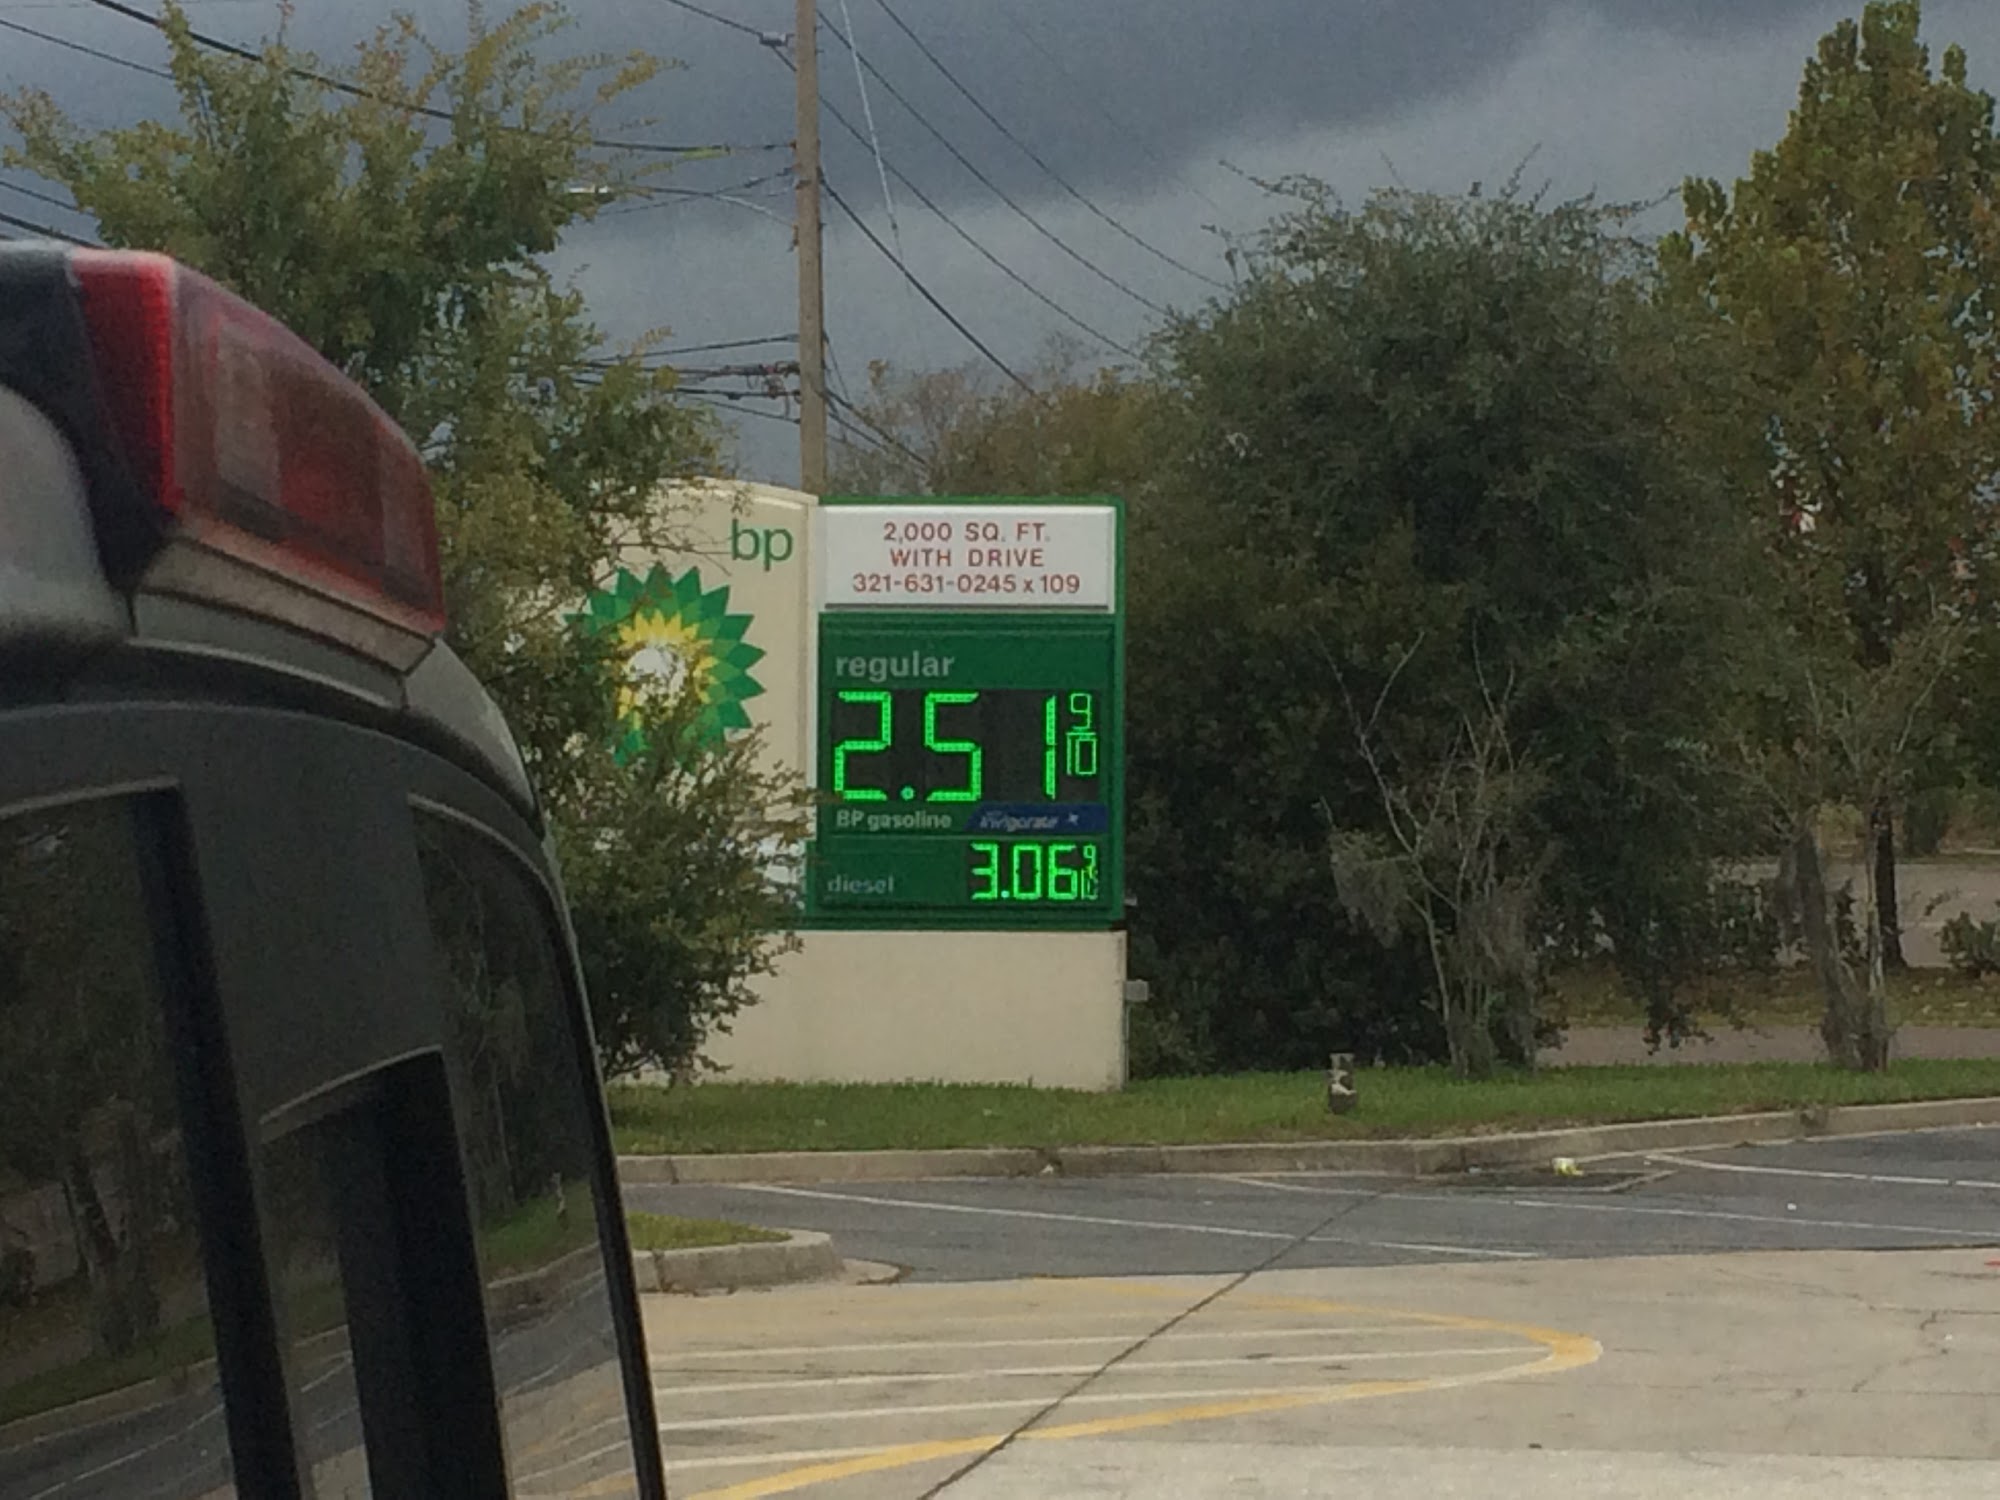 bp
2,000 SQ. FT.
WITH DRIVE
321-631-0245 x 109
regular
2.51 9/10
BP gasoline invigorate
diesel 3.06 9/10